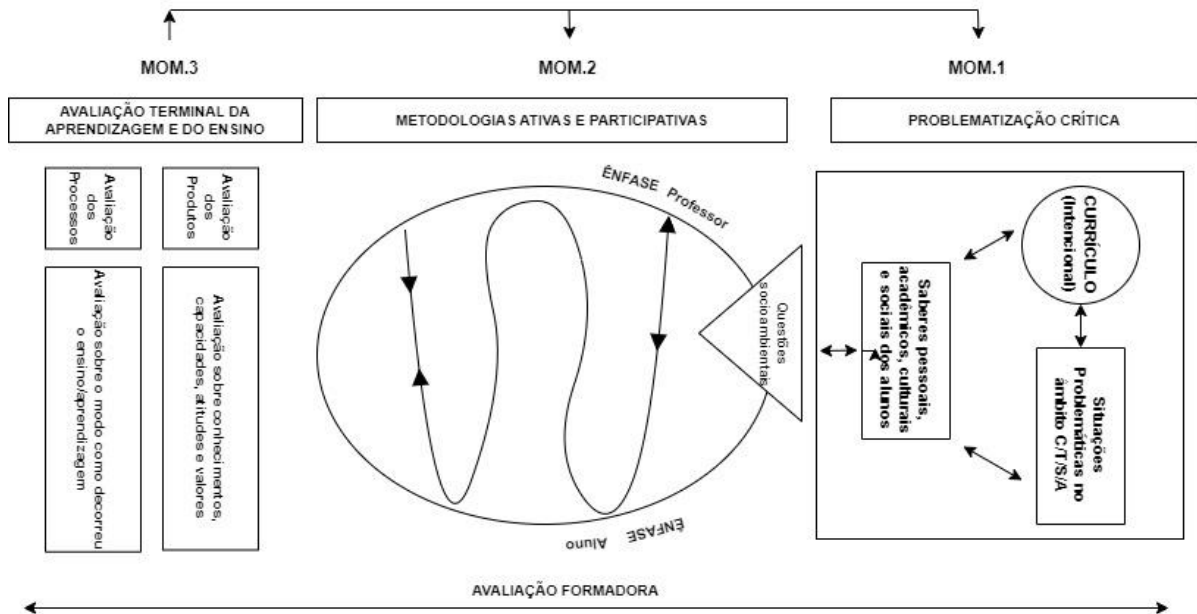 MOM.3
MOM.2
MOM.1
AVALIAÇÃO TERMINAL DA
APRENDIZAGEM E DO ENSINO
METODOLOGIAS ATIVAS E PARTICIPATIVAS
PROBLEMATIZAÇÃO CRÍTICA
Avaliação
dos
Processos
Avaliação
dos
Produtos
Avaliação sobre o modo como decorreu
o ensino/aprendizagem
Avaliação sobre conhecimentos,
capacidades, atitudes e valores
ÊNFASE Professor
ÊNFASE Aluno
Questões
socioambientais
Saberes pessoais,
acadêmicos, culturais
e sociais dos alunos
CURRÍCULO
(Intencional)
Situações
Problemáticas no
âmbito C/T/S/A
AVALIAÇÃO FORMADORA